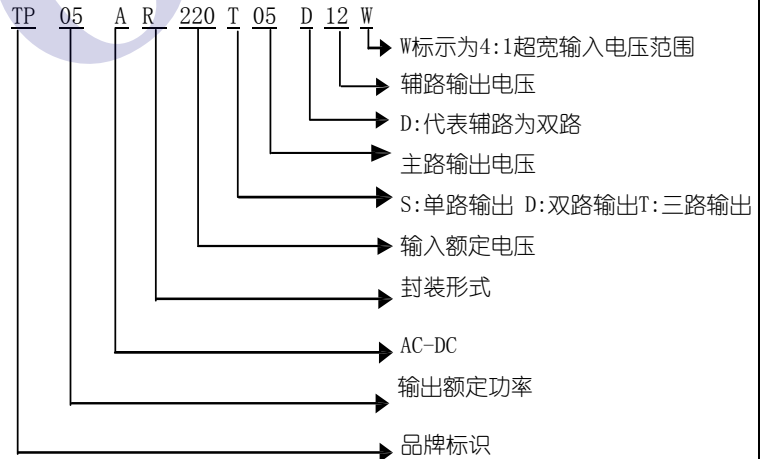 TP 05 A R 220 T 05 D 12 W
W标示为4:1超宽输入电压范围
辅路输出电压
D:代表辅路为双路
主路输出电压
S:单路输出 D:双路输出T:三路输出
输入额定电压
封装形式
AC-DC
输出额定功率
品牌标识